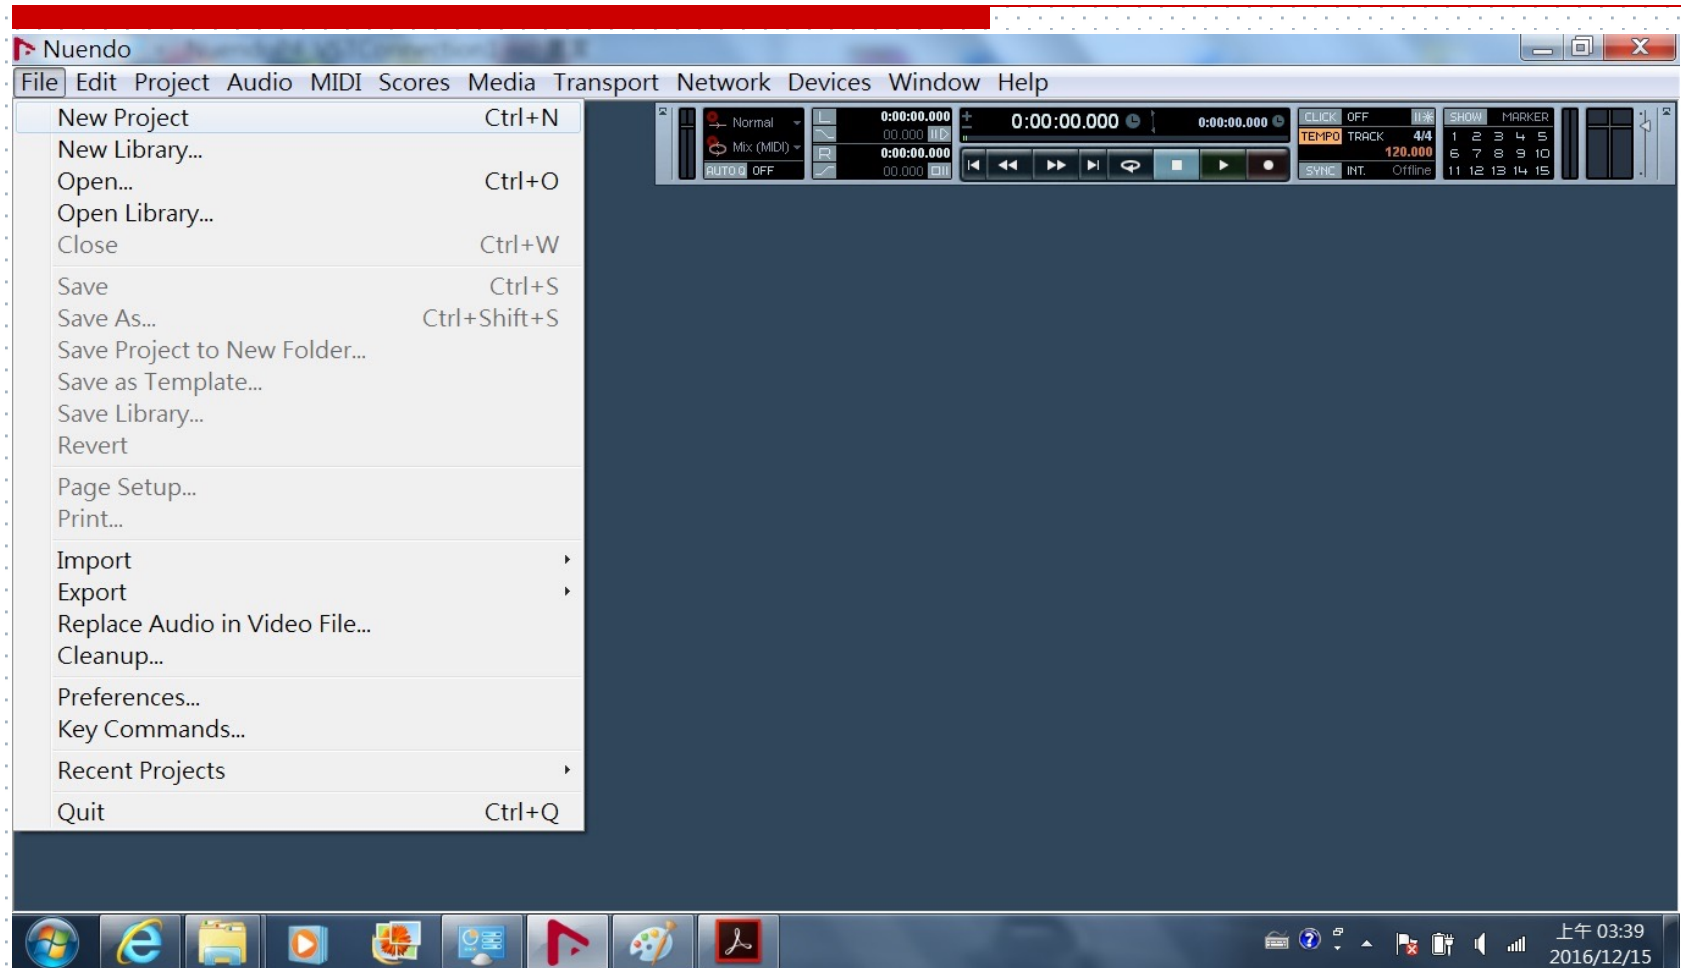 Nuendo
File Edit Project Audio MIDI Scores Media Transport Network Devices Window Help
New Project Ctrl+N
New Library...
Open... Ctrl+O
Open Library...
Close Ctrl+W
Save Ctrl+S
Save As... Ctrl+Shift+S
Save Project to New Folder...
Save as Template...
Save Library...
Revert
Page Setup...
Print...
Import
Export
Replace Audio in Video File...
Cleanup...
Preferences...
Key Commands...
Recent Projects
Quit Ctrl+Q
Normal
Mix (MIDI)
AUTO Q OFF
L 0:00:00.000
00.000
R 0:00:00.000
00.000
0:00:00.000 0:00:00.000
CLICK OFF
TEMPO TRACK 4/4
120.000
SYNC INT. Offline
SHOW MARKER
1 2 3 4 5
6 7 8 9 10
11 12 13 14 15
上午 03:39
2016/12/15